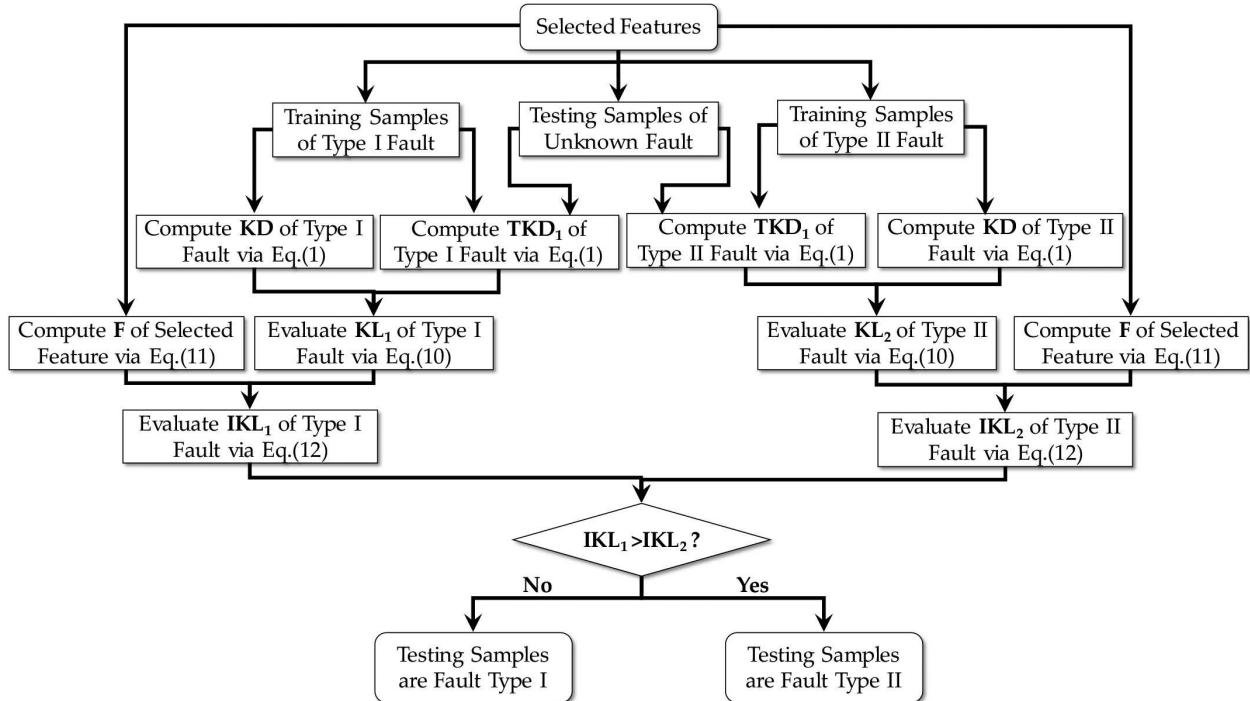 Selected Features
Training Samples
of Type I Fault
Testing Samples of
Unknown Fault
Training Samples
of Type II Fault
Compute KD of Type I
Fault via Eq.(1)
Compute TKD₁ of
Type I Fault via Eq.(1)
Compute TKD₁ of
Type II Fault via Eq.(1)
Compute KD of Type II
Fault via Eq.(1)
Compute F of Selected
Feature via Eq.(11)
Evaluate KL₁ of Type I
Fault via Eq.(10)
Evaluate KL₂ of Type II
Fault via Eq.(10)
Compute F of Selected
Feature via Eq.(11)
Evaluate IKL₁ of Type I
Fault via Eq.(12)
Evaluate IKL₂ of Type II
Fault via Eq.(12)
IKL₁>IKL₂ ?
No
Yes
Testing Samples
are Fault Type I
Testing Samples
are Fault Type II